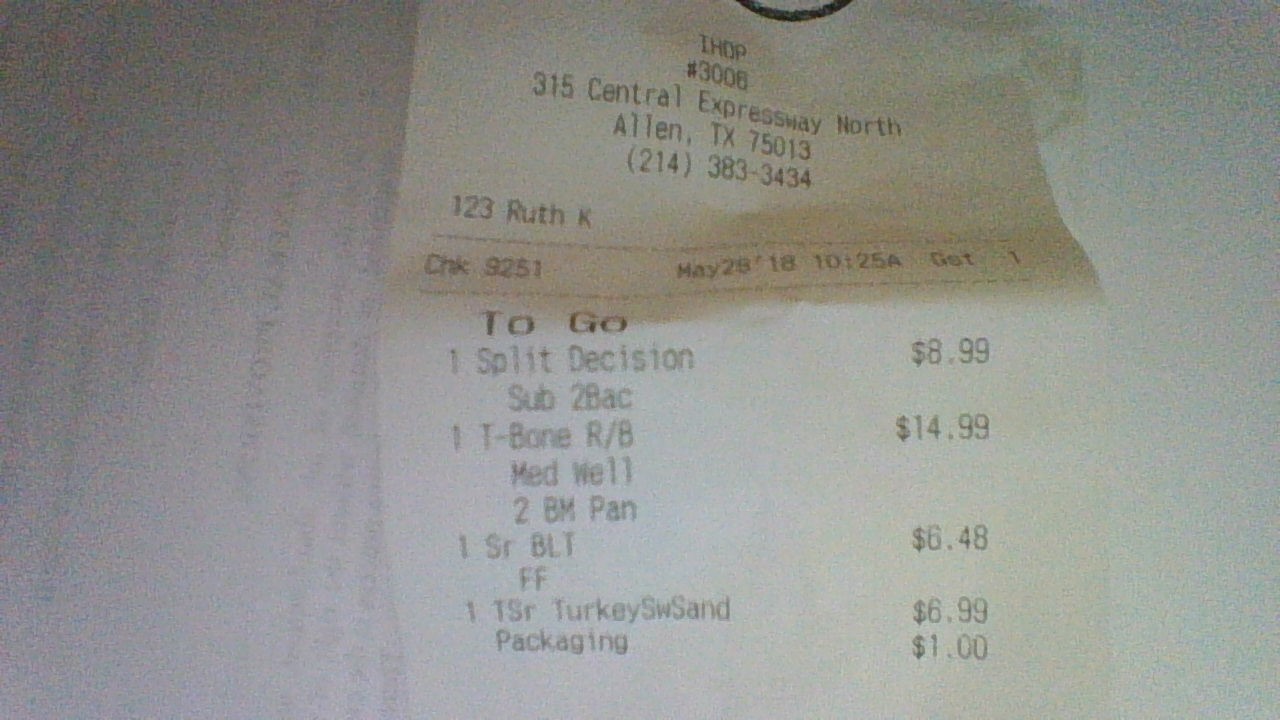 IHOP
#3008
315 Central Expressway North
Allen, TX 75013
(214) 383-3434
123 Ruth K
Chk 9251 May28'18 10:25A Gst 1
To Go
1 Split Decision $8.99
Sub 2Bac
1 T-Bone R/B $14.99
Med Well
2 BM Pan
1 Sr BLT $6.48
FF
1 TSr TurkeySwSand $6.99
Packaging $1.00